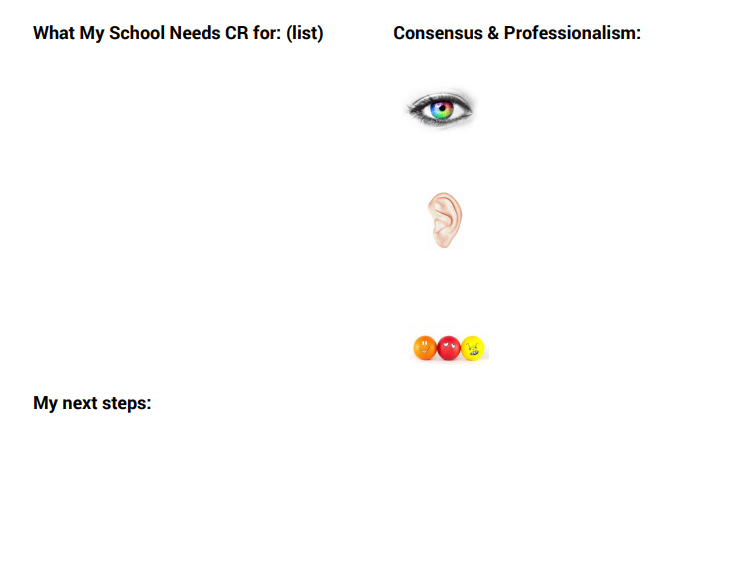 What My School Needs CR for: (list)
Consensus & Professionalism:
My next steps: